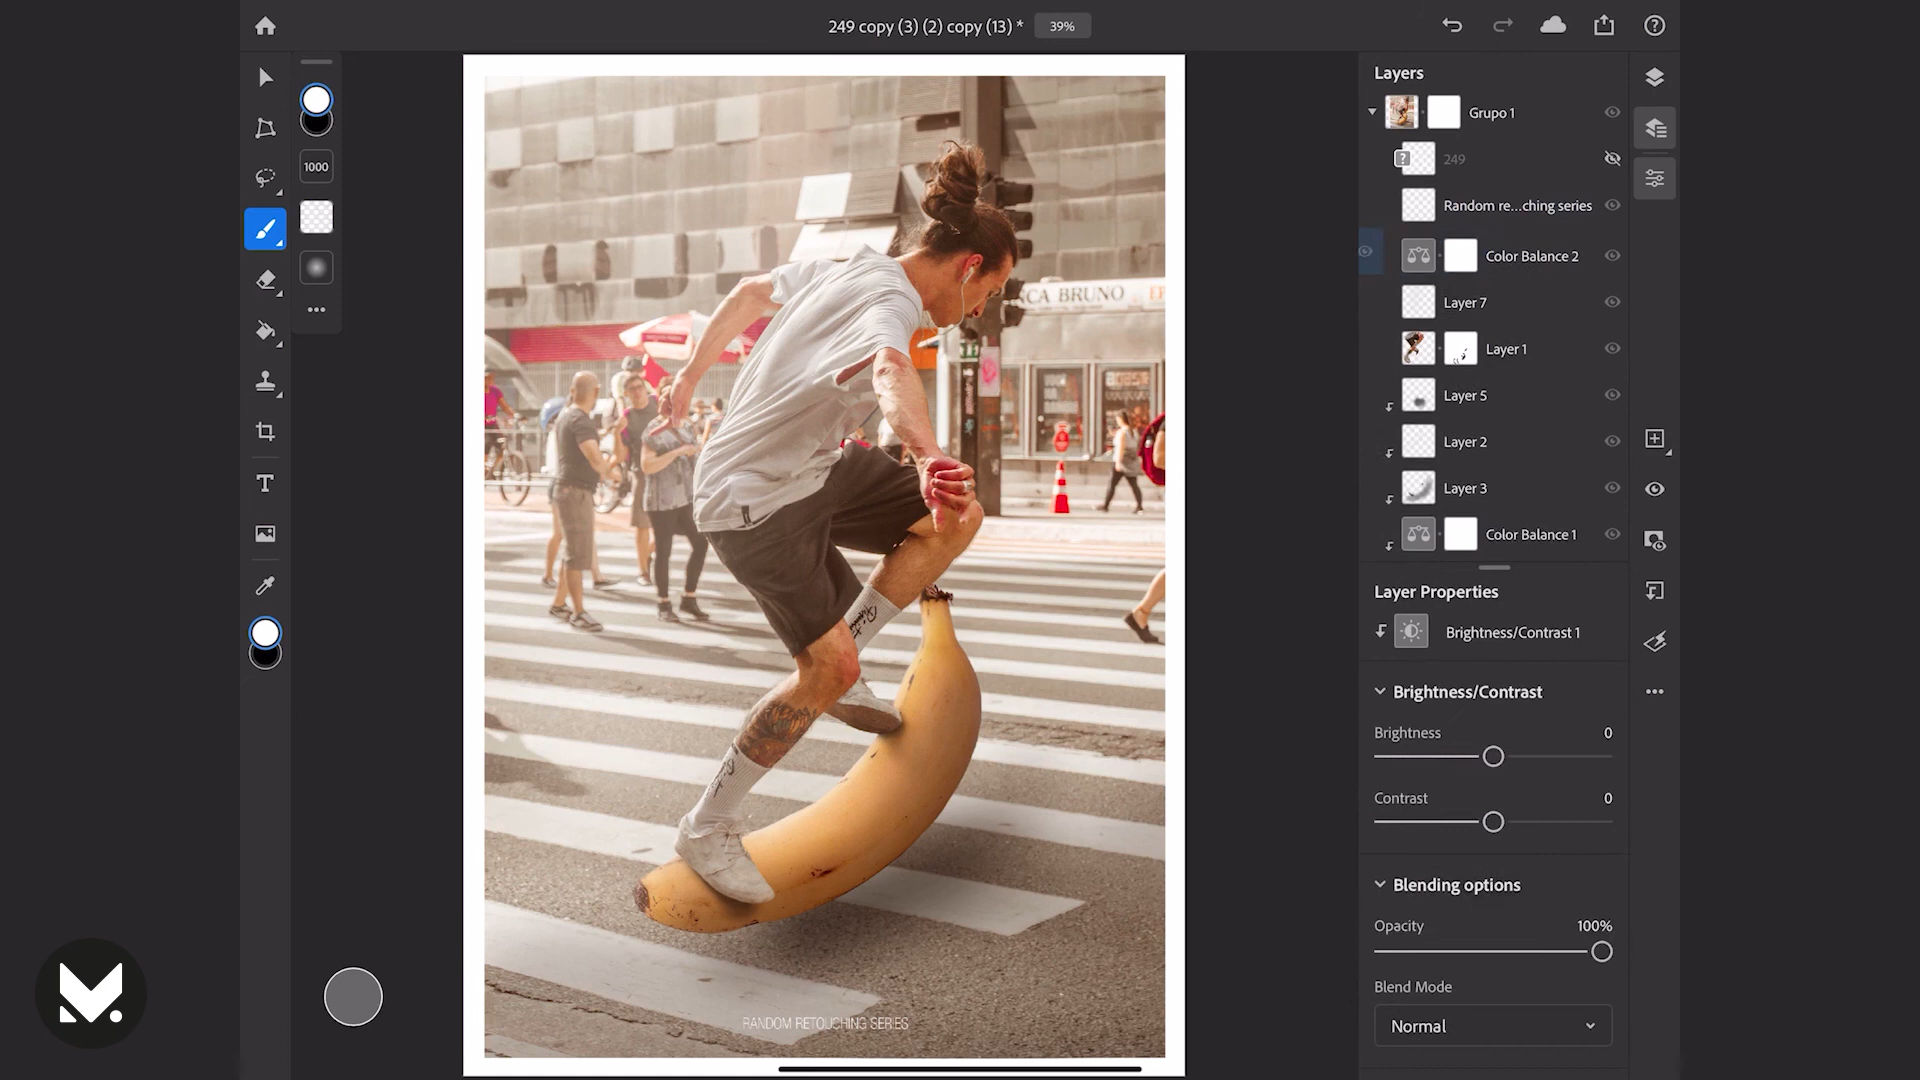 249 copy (3) (2) copy (13) *
39%
Layers
Grupo 1
249
Random re...ching series
Color Balance 2
Layer 7
Layer 1
Layer 5
Layer 2
Layer 3
Color Balance 1
1000
T
CA BRUNO
Layer Properties
Brightness/Contrast 1
Brightness/Contrast
Brightness 0
Contrast 0
Blending options
Opacity 100%
Blend Mode
Normal
RANDOM RETOUCHING SERIES